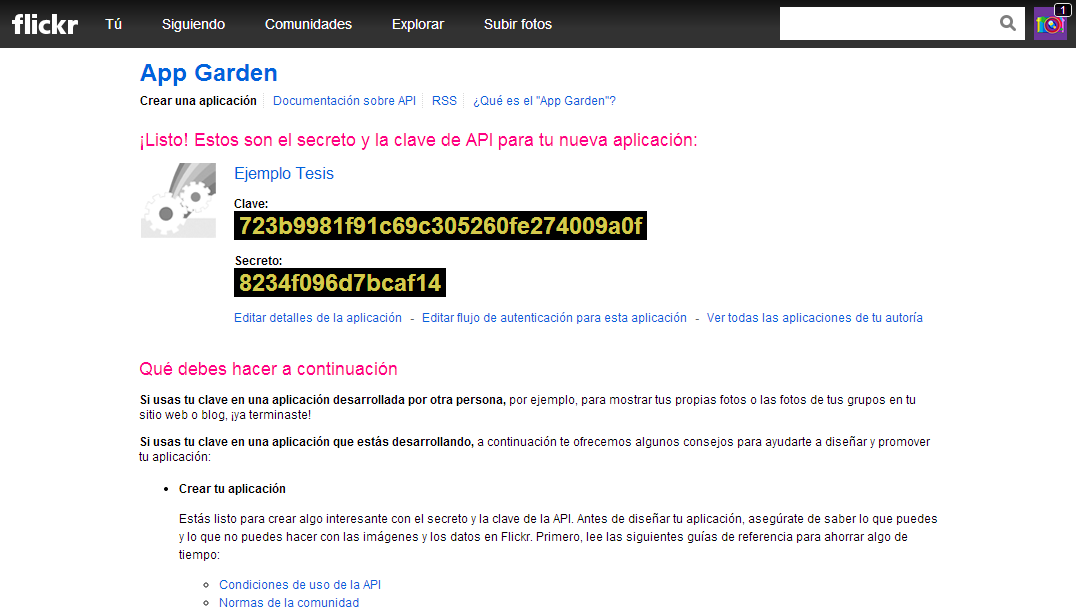 flickr Tú Siguiendo Comunidades Explorar Subir fotos 1
App Garden
Crear una aplicación Documentación sobre API RSS ¿Qué es el "App Garden"?
¡Listo! Estos son el secreto y la clave de API para tu nueva aplicación:
Ejemplo Tesis
Clave:
723b9981f91c69c305260fe274009a0f
Secreto:
8234f096d7bcaf14
Editar detalles de la aplicación - Editar flujo de autenticación para esta aplicación - Ver todas las aplicaciones de tu autoría
Qué debes hacer a continuación
Si usas tu clave en una aplicación desarrollada por otra persona, por ejemplo, para mostrar tus propias fotos o las fotos de tus grupos en tu
sitio web o blog, ¡ya terminaste!
Si usas tu clave en una aplicación que estás desarrollando, a continuación te ofrecemos algunos consejos para ayudarte a diseñar y promover
tu aplicación:
• Crear tu aplicación
Estás listo para crear algo interesante con el secreto y la clave de la API. Antes de diseñar tu aplicación, asegúrate de saber lo que puedes
y lo que no puedes hacer con las imágenes y los datos en Flickr. Primero, lee las siguientes guías de referencia para ahorrar algo de
tiempo:
◦ Condiciones de uso de la API
◦ Normas de la comunidad